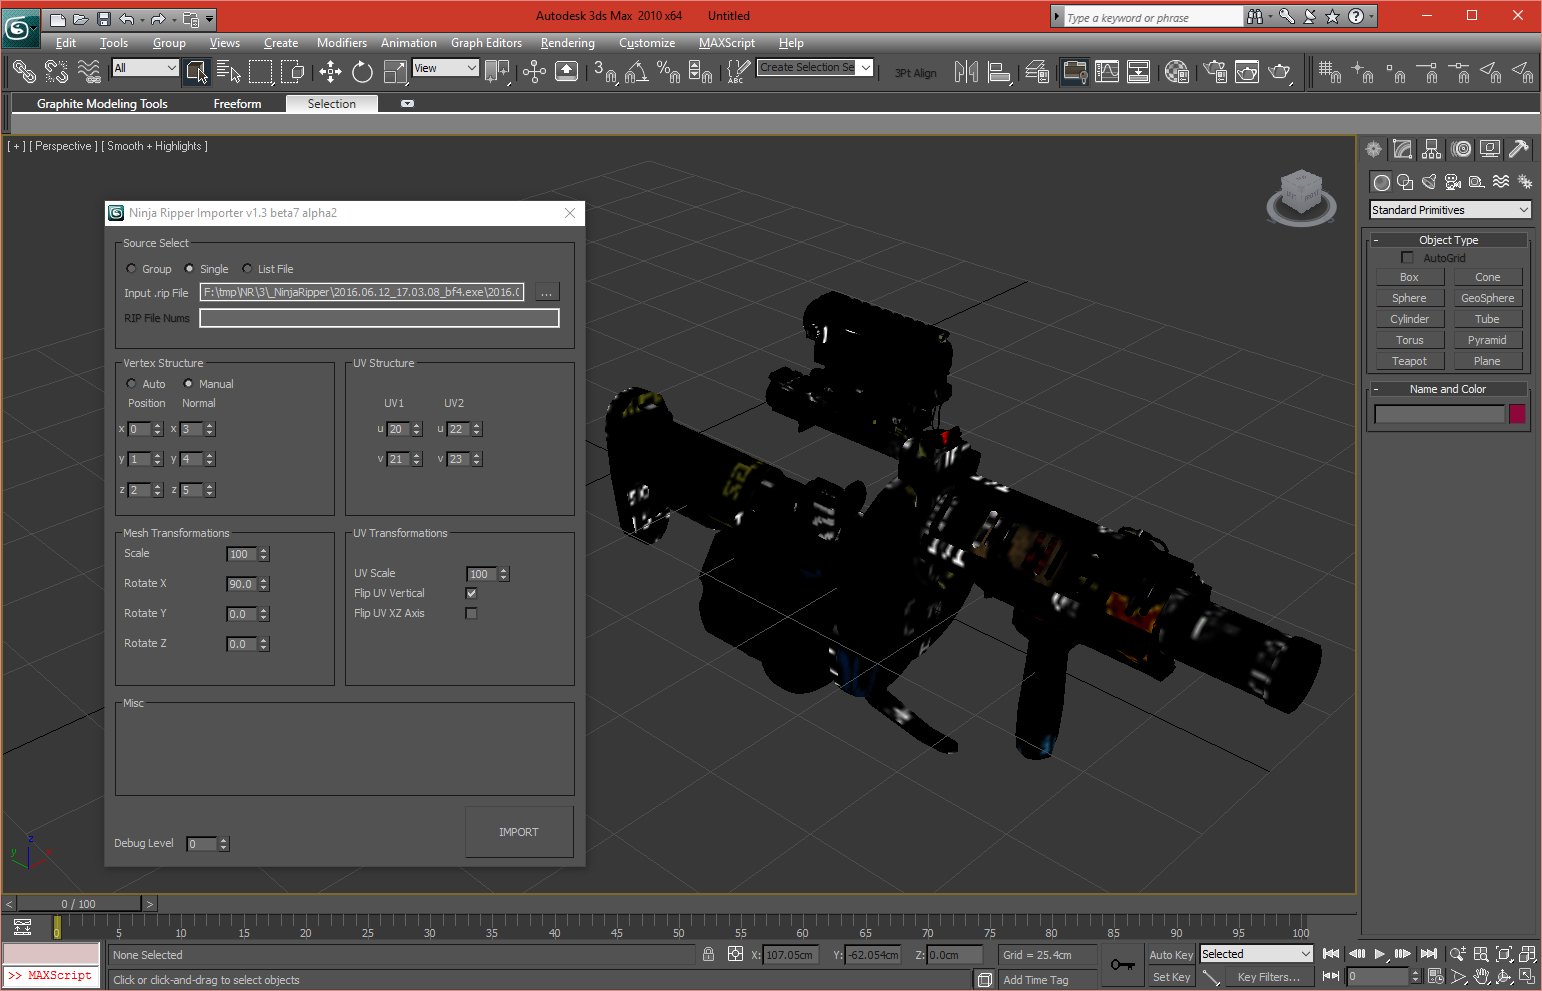 Autodesk 3ds Max 2010 x64 Untitled
Type a keyword or phrase
Edit Tools Group Views Create Modifiers Animation Graph Editors Rendering Customize MAXScript Help
All
View
Create Selection Se
3Pt Align
Graphite Modeling Tools Freeform Selection
[ + ] [ Perspective ] [ Smooth + Highlights ]
Ninja Ripper Importer v1.3 beta7 alpha2
Source Select
Group Single List File
Input .rip File F:\tmp\NR\3\_NinjaRipper\2016.06.12_17.03.08_bf4.exe\2016.0 ...
RIP File Nums
Vertex Structure
Auto Manual
Position Normal
x 0 x 3
y 1 y 4
z 2 z 5
UV Structure
UV1 UV2
u 20 u 22
v 21 v 23
Mesh Transformations
Scale 100
Rotate X 90.0
Rotate Y 0.0
Rotate Z 0.0
UV Transformations
UV Scale 100
Flip UV Vertical
Flip UV XZ Axis
Misc
Debug Level 0
IMPORT
Standard Primitives
- Object Type
AutoGrid
Box Cone
Sphere GeoSphere
Cylinder Tube
Torus Pyramid
Teapot Plane
- Name and Color
z
y
< 0 / 100 >
0 5 10 15 20 25 30 35 40 45 50 55 60 65 70 75 80 85 90 95 100
None Selected X: 107.05cm Y: -62.054cm Z: 0.0cm Grid = 25.4cm Auto Key Selected
>> MAXScript Click or click-and-drag to select objects Add Time Tag Set Key Key Filters... 0